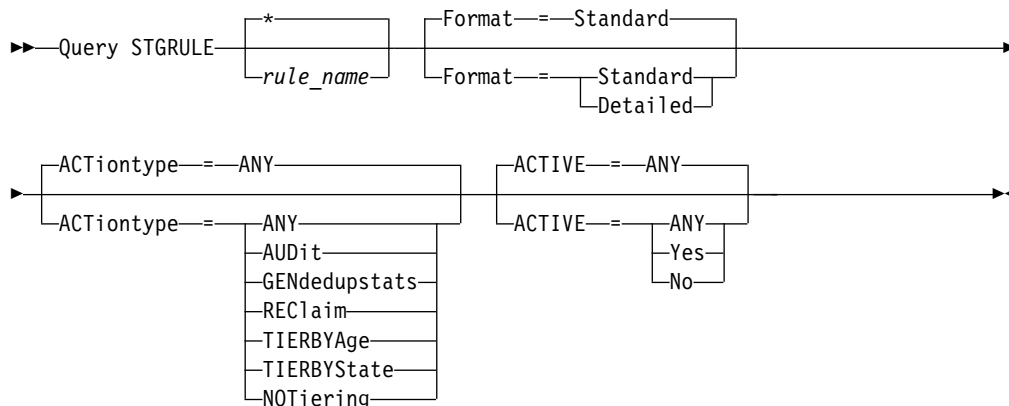 * Format = Standard
Query STGRULE
rule_name Format = Standard
Detailed
ACTiontype = ANY ACTIVE = ANY
ACTiontype = ANY ACTIVE = ANY
AUDit Yes
GENdedupstats No
REClaim
TIERBYAge
TIERBYState
NOTiering